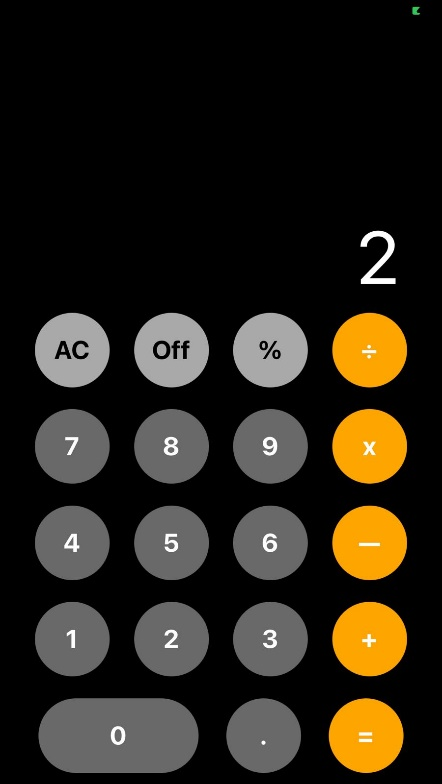 2
AC Off % ÷
7 8 9 x
4 5 6 —
1 2 3 +
0 . =